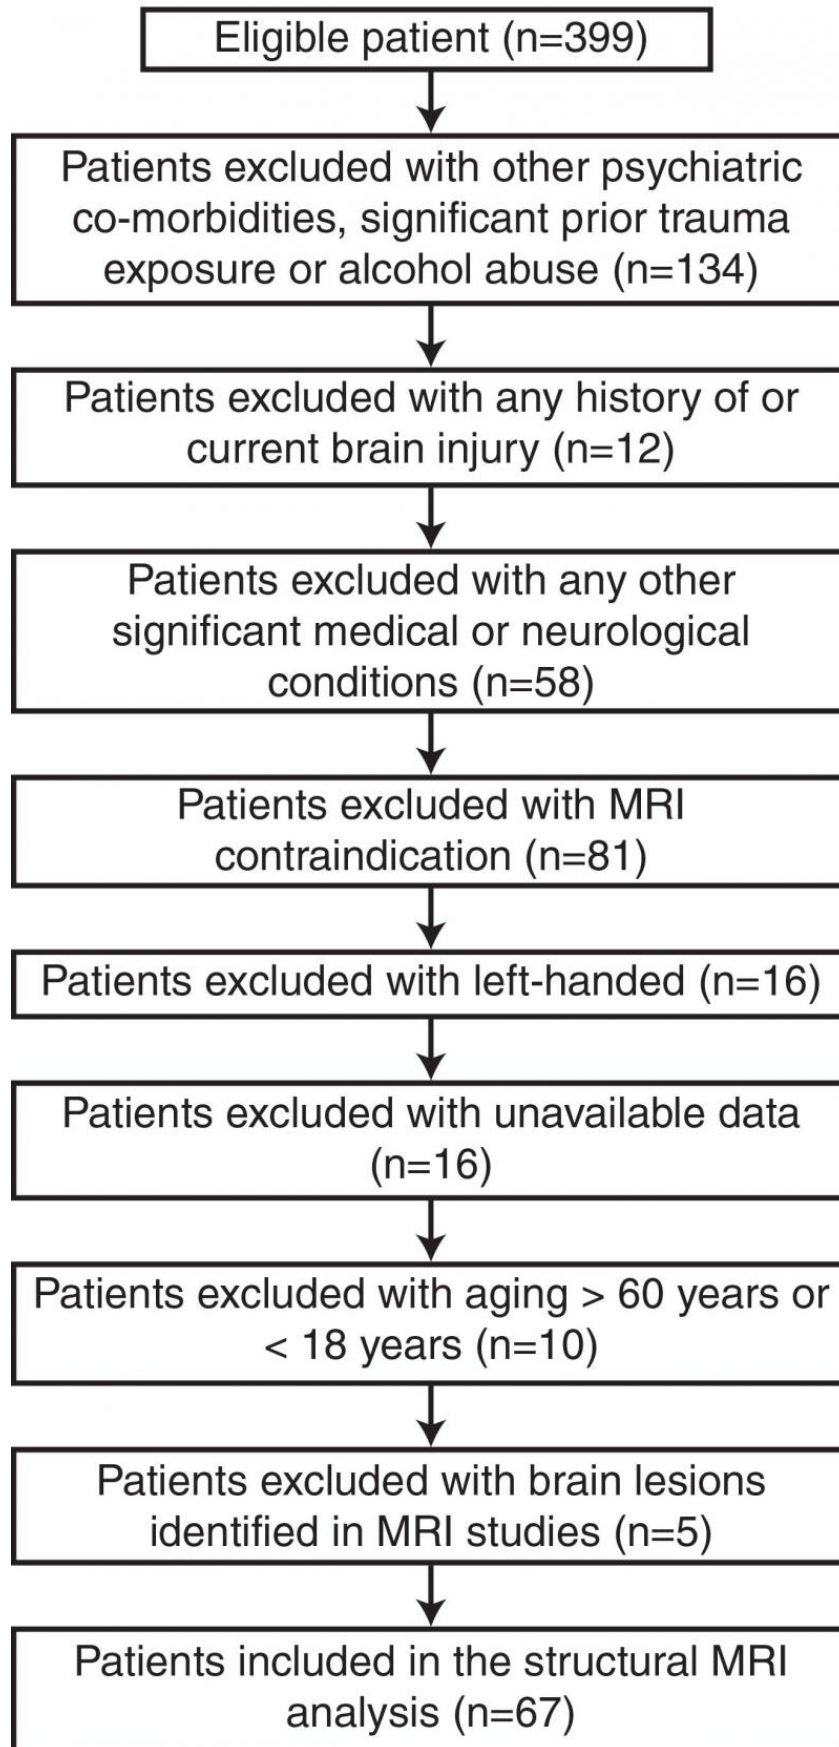 Eligible patient (n=399)
Patients excluded with other psychiatric
co-morbidities, significant prior trauma
exposure or alcohol abuse (n=134)
Patients excluded with any history of or
current brain injury (n=12)
Patients excluded with any other
significant medical or neurological
conditions (n=58)
Patients excluded with MRI
contraindication (n=81)
Patients excluded with left-handed (n=16)
Patients excluded with unavailable data
(n=16)
Patients excluded with aging > 60 years or
< 18 years (n=10)
Patients excluded with brain lesions
identified in MRI studies (n=5)
Patients included in the structural MRI
analysis (n=67)